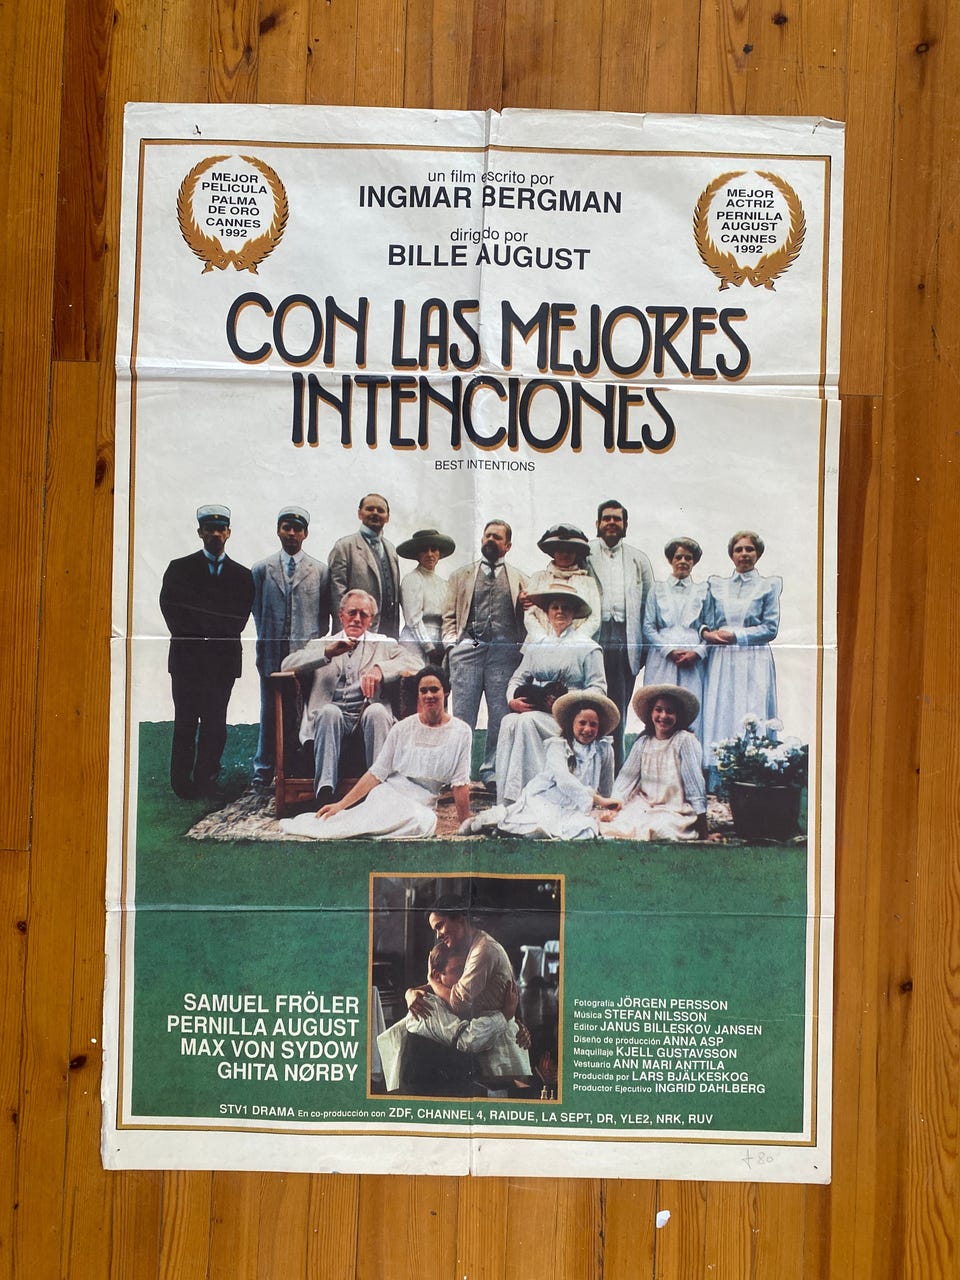 MEJOR
PELICULA
PALMA
DE ORO
CANNES
1992
un film escrito por
INGMAR BERGMAN
dirigdo por
BILLE AUGUST
MEJOR
ACTRIZ
PERNILLA
AUGUST
CANNES
1992
CON LAS MEJORES
INTENCIONES
BEST INTENTIONS
SAMUEL FRÖLER
PERNILLA AUGUST
MAX VON SYDOW
GHITA NØRBY
Fotografía JÖRGEN PERSSON
Música STEFAN NILSSON
Editor JANUS BILLESKOV JANSEN
Diseño de producción ANNA ASP
Maquillaje KJELL GUSTAVSSON
Vestuario ANN MARI ANTTILA
Producida por LARS BJÄLKESKOG
Productor Ejecutivo INGRID DAHLBERG
STV1 DRAMA En co-producción con ZDF, CHANNEL 4, RAIDUE, LA SEPT, DR, YLE2, NRK, RUV